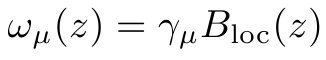 ω_μ(z) = γ_μ B_loc(z)